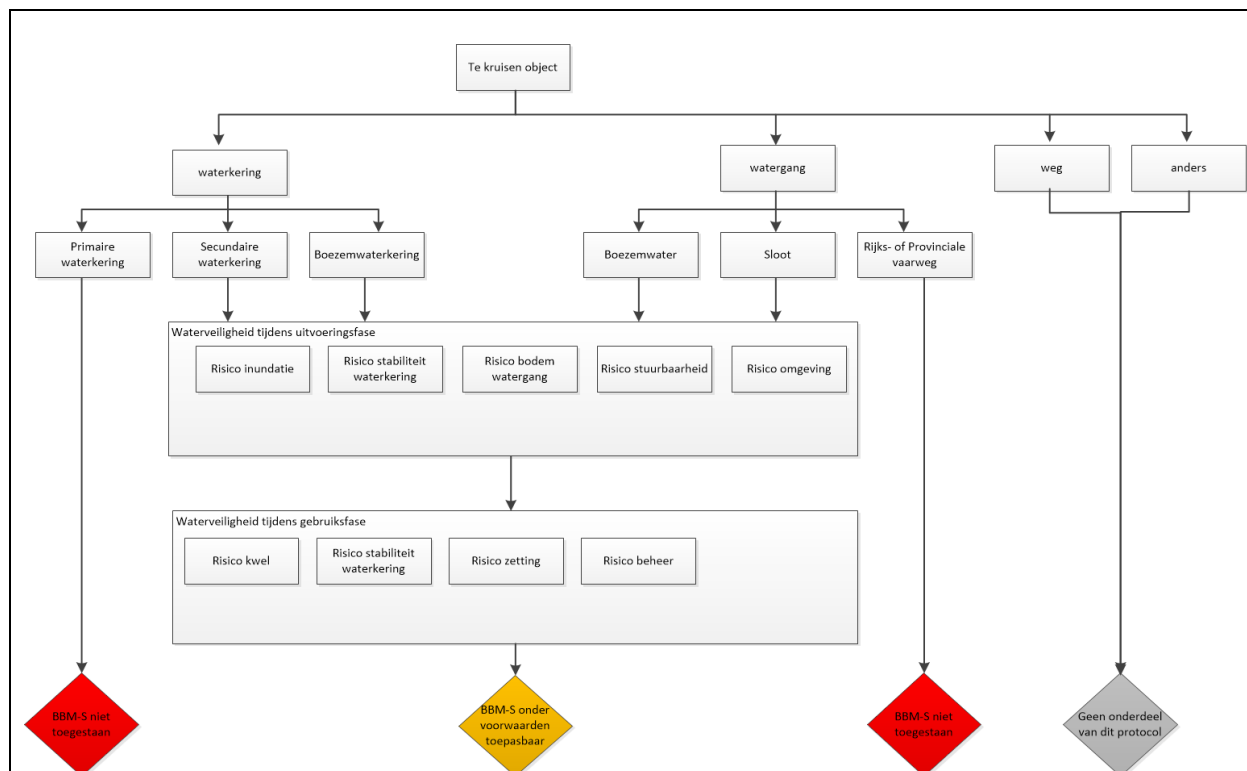 Te kruisen object
waterkering
watergang
weg
anders
Primaire
waterkering
Secundaire
waterkering
Boezemwaterkering
Boezemwater
Sloot
Rijks- of Provinciale
vaarweg
Waterveiligheid tijdens uitvoeringsfase
Risico inundatie
Risico stabiliteit
waterkering
Risico bodem
watergang
Risico stuurbaarheid
Risico omgeving
Waterveiligheid tijdens gebruiksfase
Risico kwel
Risico stabiliteit
waterkering
Risico zetting
Risico beheer
BBM-S niet
toegestaan
BBM-S onder
voorwaarden
toepasbaar
BBM-S niet
toegestaan
Geen onderdeel
van dit protocol